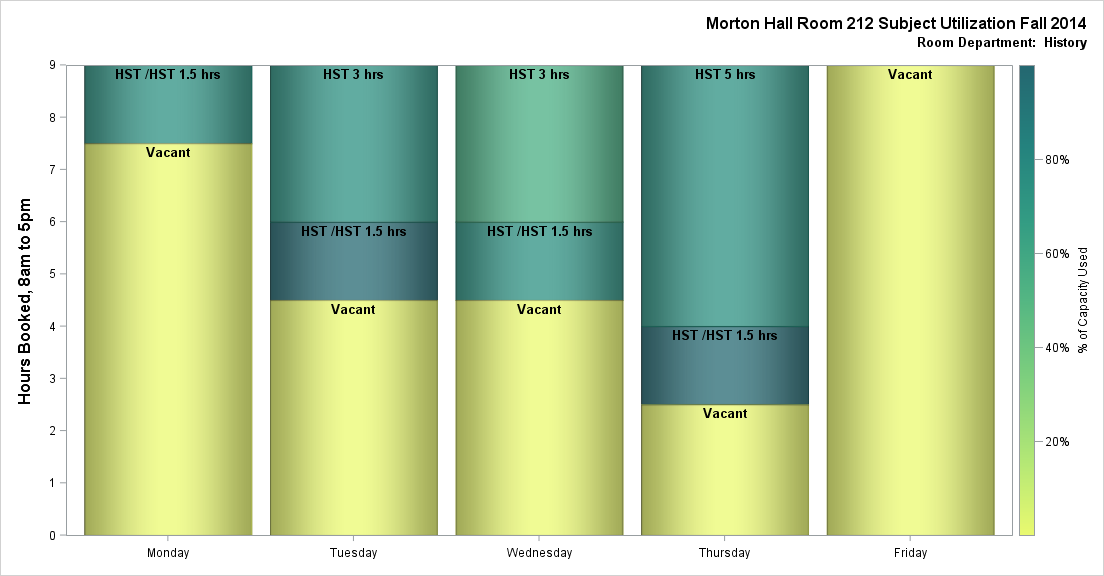 Morton Hall Room 212 Subject Utilization Fall 2014
Room Department:  History
Hours Booked, 8am to 5pm
9
8
7
6
5
4
3
2
1
0
HST /HST 1.5 hrs
Vacant
HST 3 hrs
HST /HST 1.5 hrs
Vacant
HST 3 hrs
HST /HST 1.5 hrs
Vacant
HST 5 hrs
HST /HST 1.5 hrs
Vacant
Vacant
Monday
Tuesday
Wednesday
Thursday
Friday
80%
60%
40%
20%
% of Capacity Used